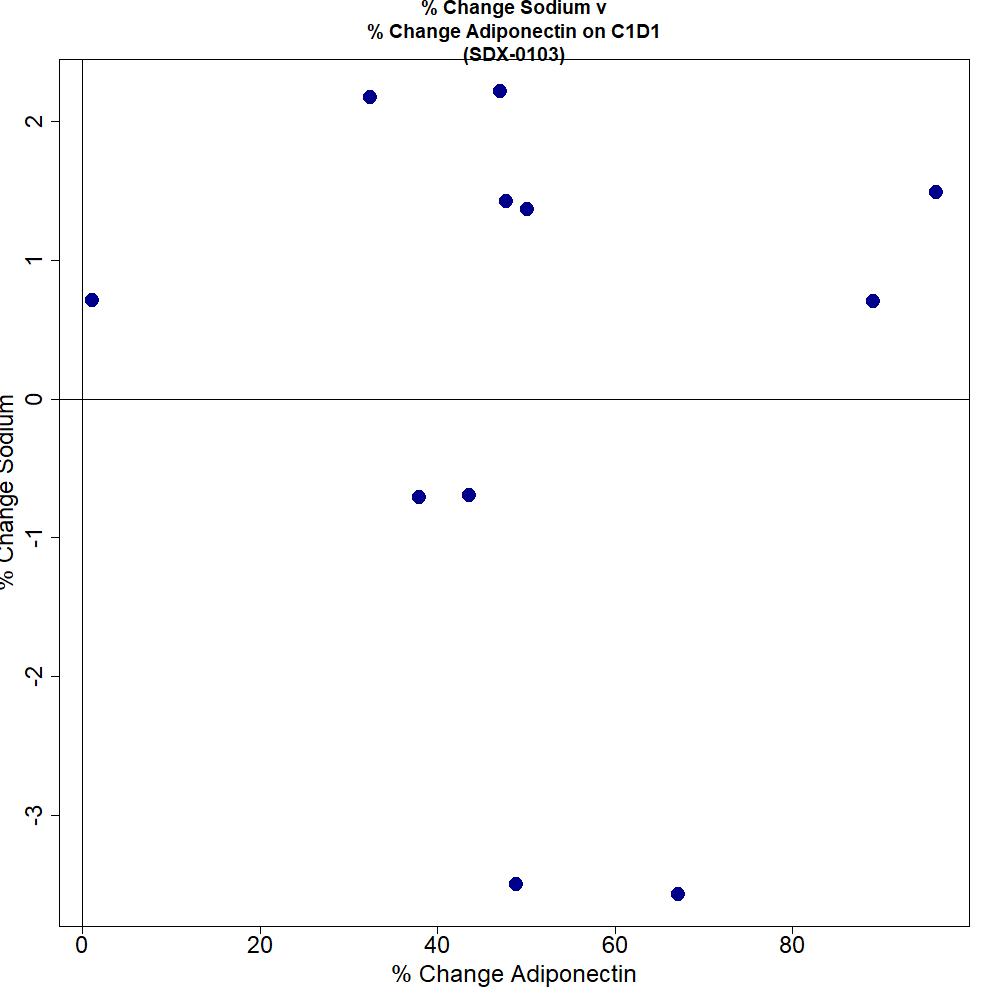 % Change Sodium v
% Change Adiponectin on C1D1
(SDX-0103)
% Change Sodium
2
1
0
-1
-2
-3
0 20 40 60 80
% Change Adiponectin